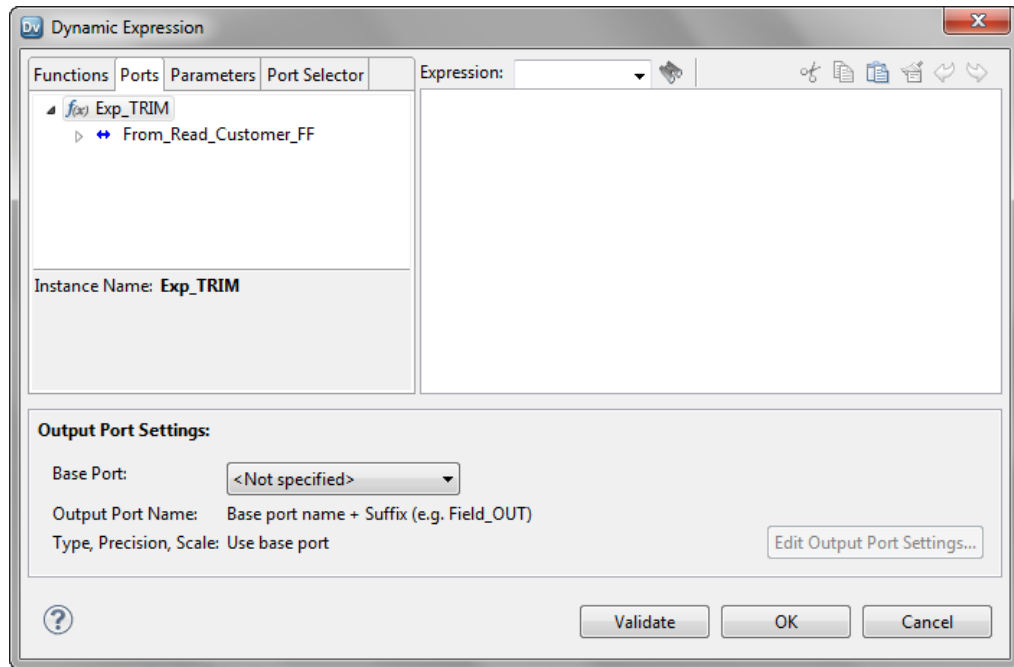 Dv Dynamic Expression
Functions Ports Parameters Port Selector
Expression:
f(x) Exp_TRIM
From_Read_Customer_FF
Instance Name: Exp_TRIM
Output Port Settings:
Base Port: <Not specified>
Output Port Name: Base port name + Suffix (e.g. Field_OUT)
Type, Precision, Scale: Use base port
Edit Output Port Settings...
?
Validate OK Cancel